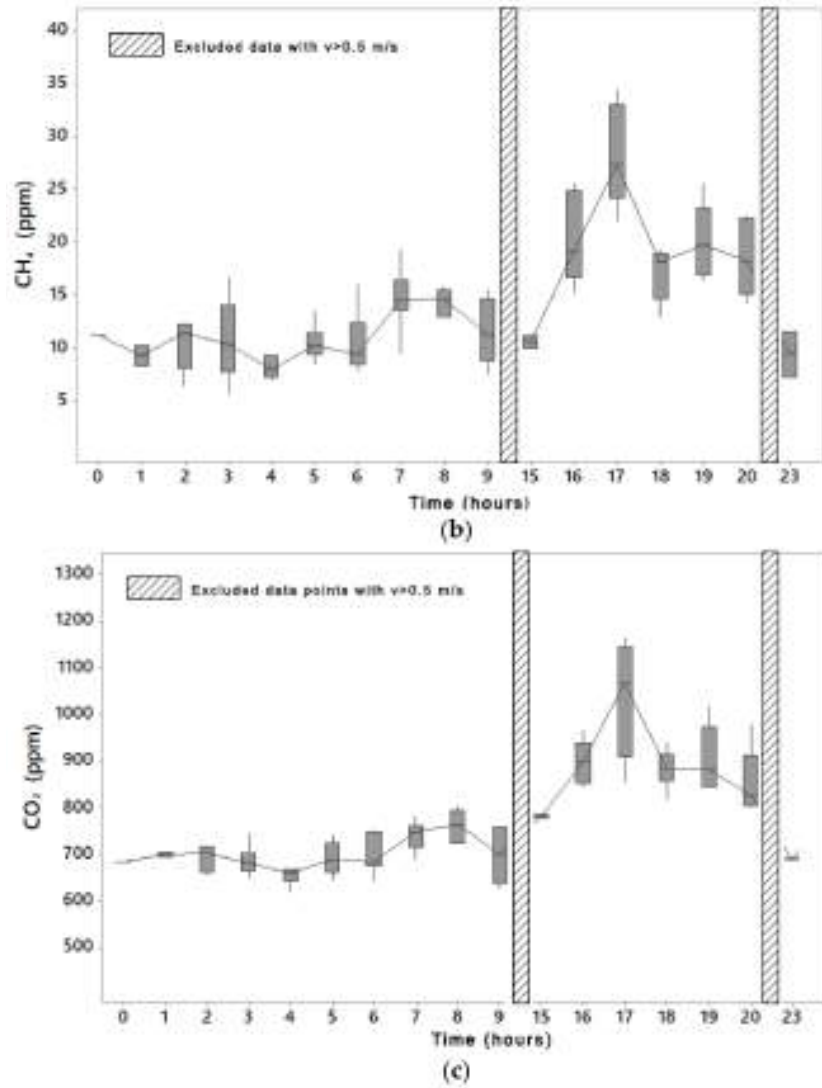 40
Excluded data with v>0.5 m/s
35
30
25
20
15
10
5
CH₄ (ppm)
0 1 2 3 4 5 6 7 8 9 15 16 17 18 19 20 23
Time (hours)
(b)
1300
Excluded data points with v>0.5 m/s
1200
1100
1000
900
800
700
600
500
CO₂ (ppm)
0 1 2 3 4 5 6 7 8 9 15 16 17 18 19 20 23
Time (hours)
(c)